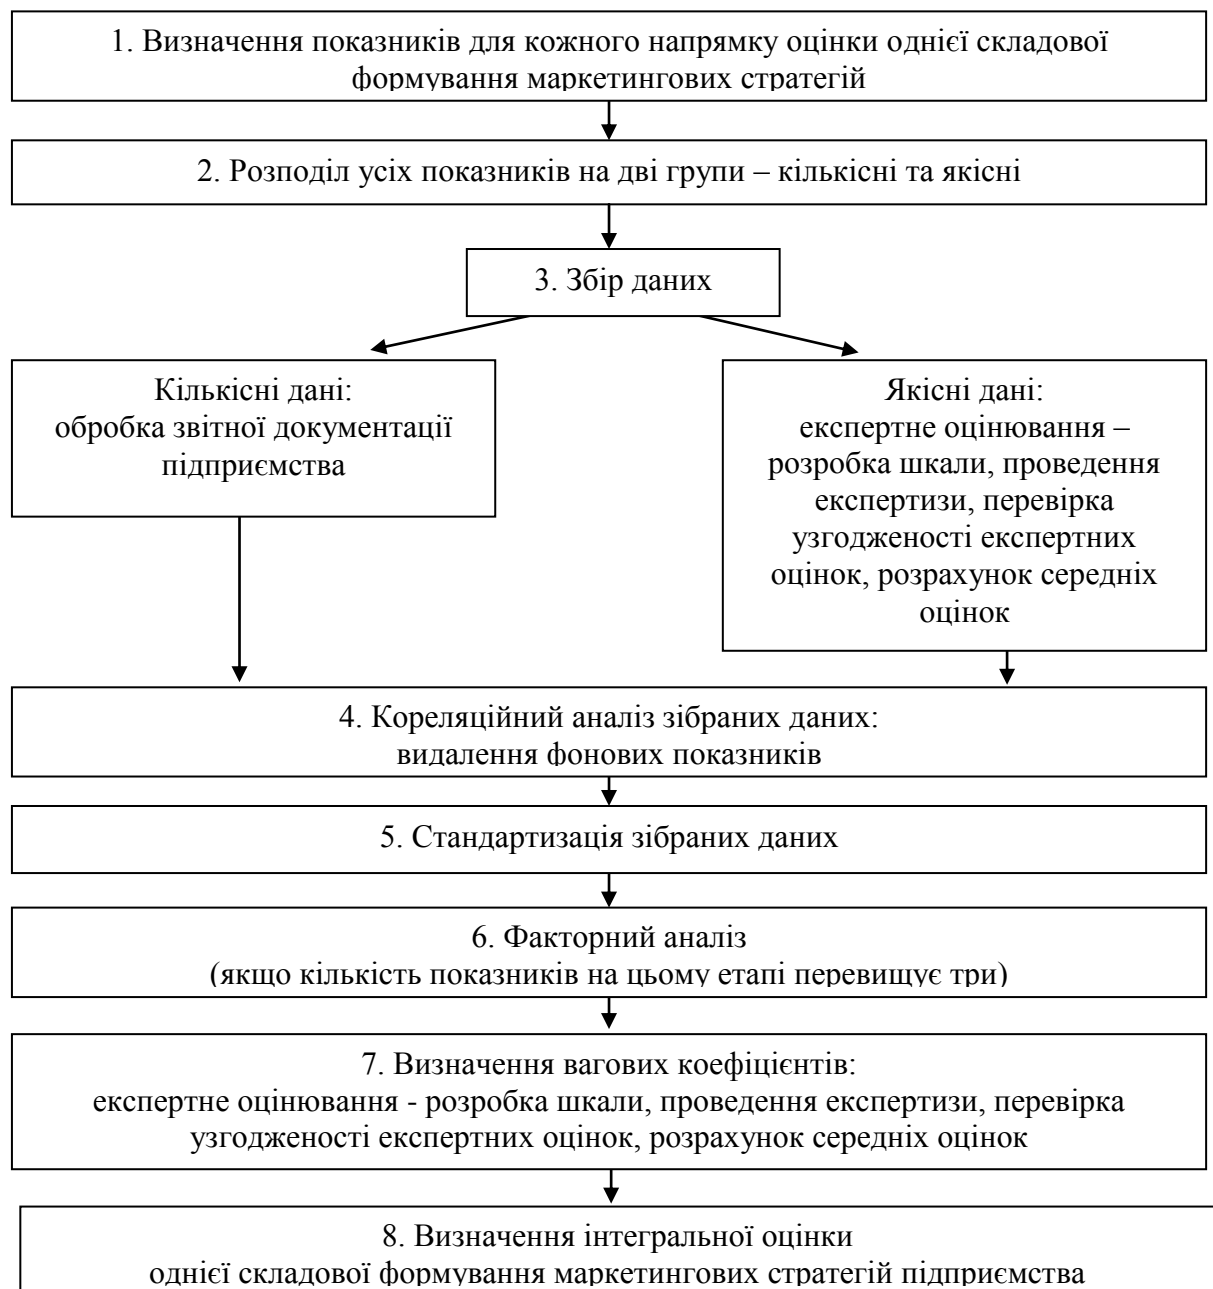 1. Визначення показників для кожного напрямку оцінки однієї складової
формування маркетингових стратегій
2. Розподіл усіх показників на дві групи – кількісні та якісні
3. Збір даних
Кількісні дані:
обробка звітної документації
підприємства
Якісні дані:
експертне оцінювання –
розробка шкали, проведення
експертизи, перевірка
узгодженості експертних
оцінок, розрахунок середніх
оцінок
4. Кореляційний аналіз зібраних даних:
видалення фонових показників
5. Стандартизація зібраних даних
6. Факторний аналіз
(якщо кількість показників на цьому етапі перевищує три)
7. Визначення вагових коефіцієнтів:
експертне оцінювання - розробка шкали, проведення експертизи, перевірка
узгодженості експертних оцінок, розрахунок середніх оцінок
8. Визначення інтегральної оцінки
однієї складової формування маркетингових стратегій підприємства